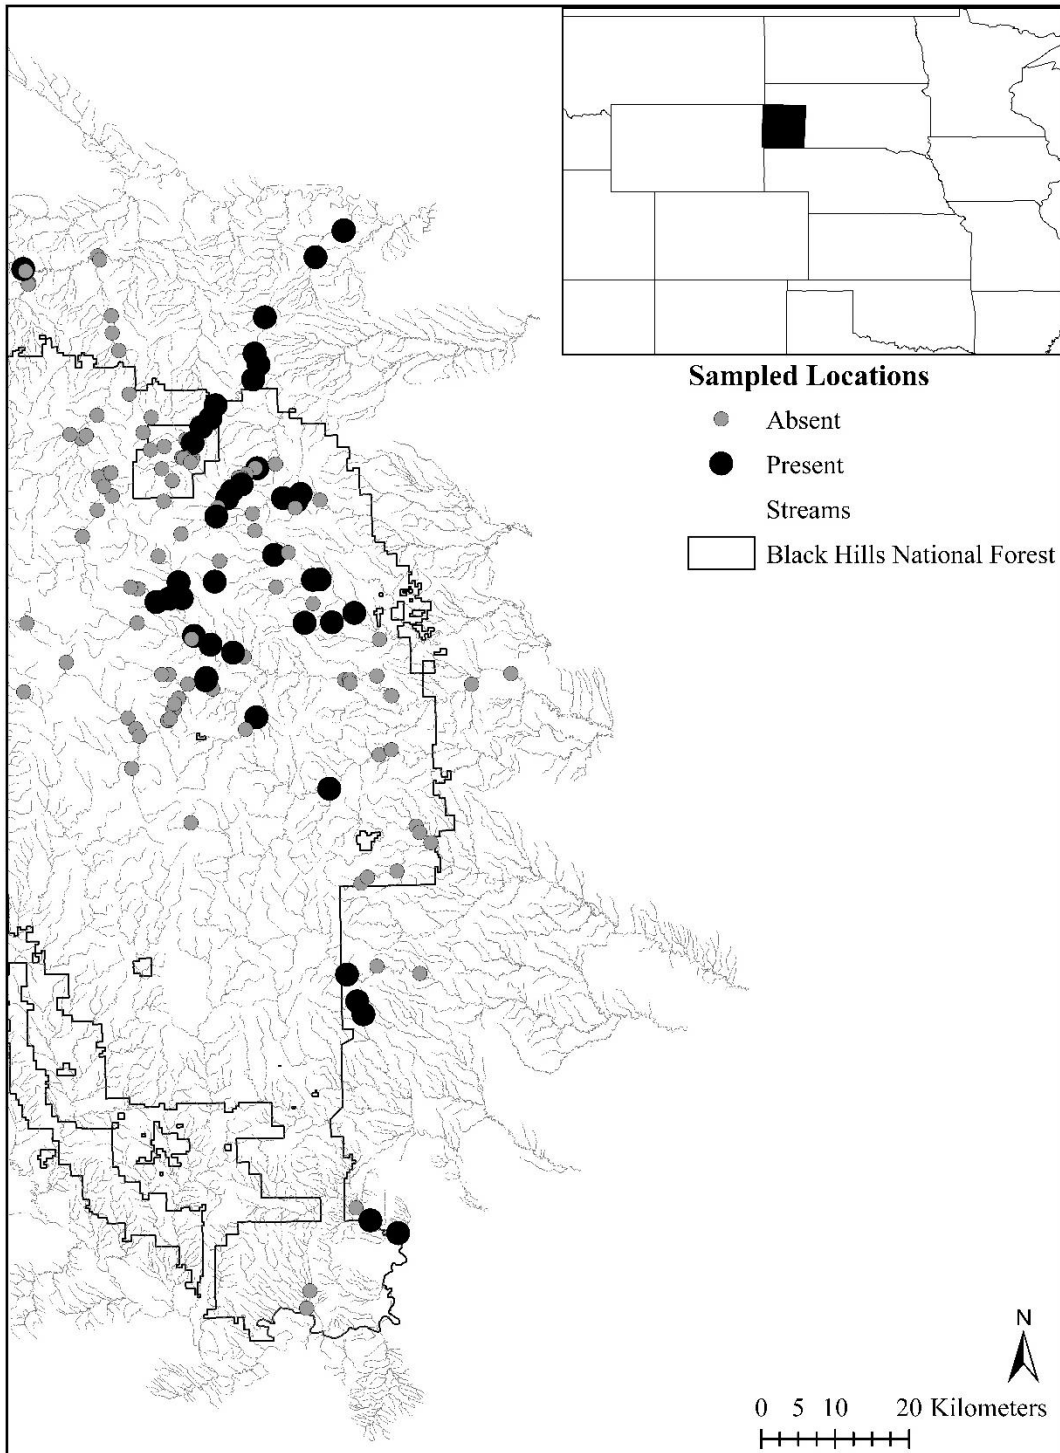 Sampled Locations
Absent
Present
Streams
Black Hills National Forest
N
0 5 10 20 Kilometers